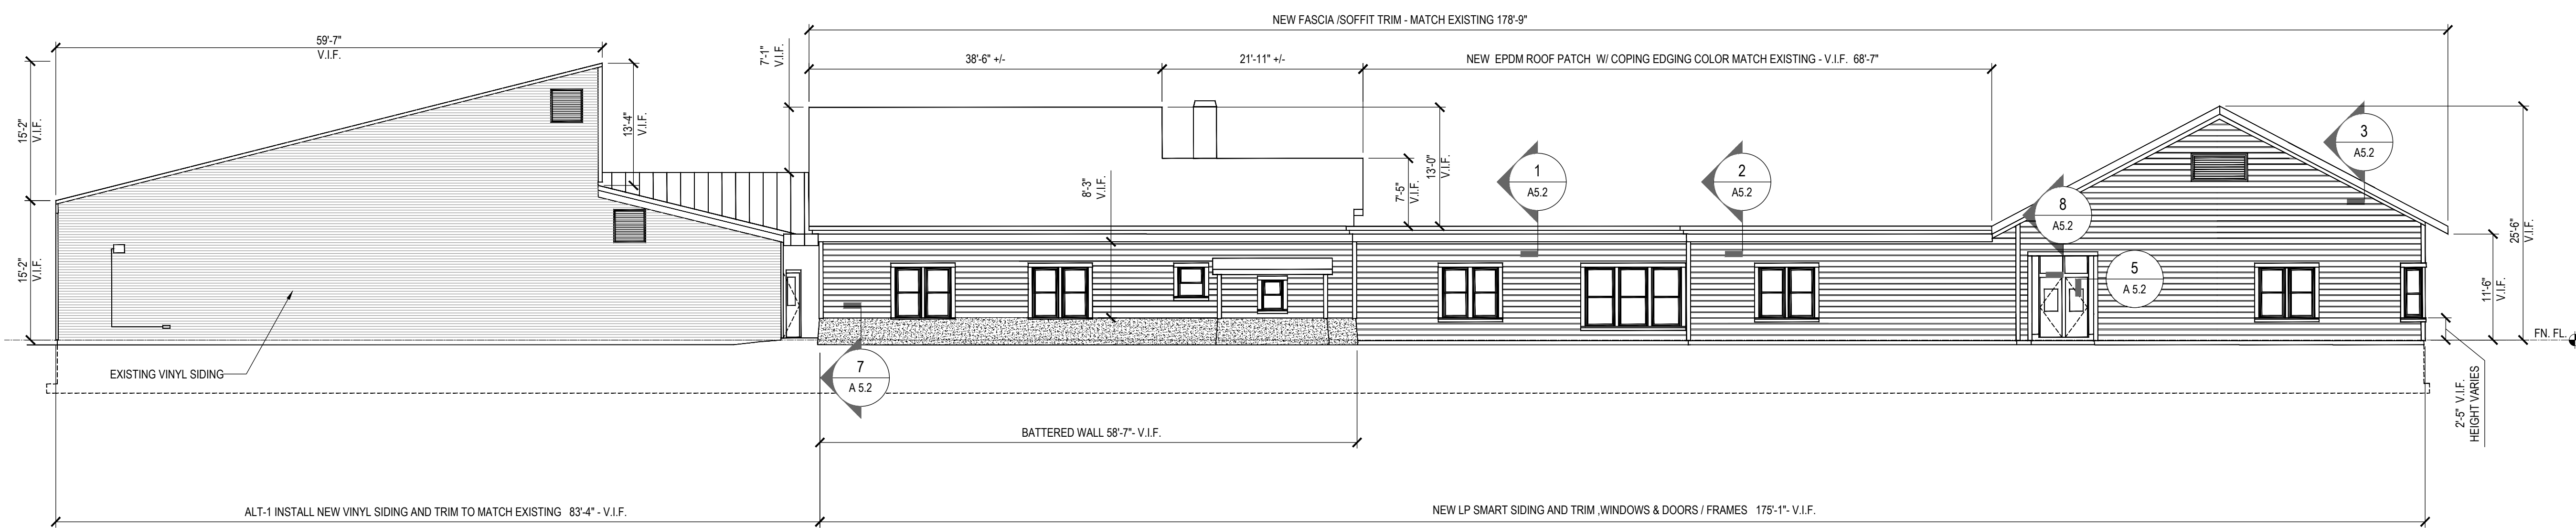 NEW FASCIA /SOFFIT TRIM - MATCH EXISTING 178'-9"
59'-7"
V.I.F.
7'-1"
V.I.F.
38'-6" +/-
21'-11" +/-
NEW EPDM ROOF PATCH W/ COPING EDGING COLOR MATCH EXISTING - V.I.F. 68'-7"
15'-2"
V.I.F.
13'-4"
V.I.F.
13'-0"
V.I.F.
7'-5"
V.I.F.
8'-3"
V.I.F.
1
A5.2
2
A5.2
3
A5.2
8
A5.2
5
A 5.2
25'-6"
V.I.F.
15'-2"
V.I.F.
11'-6"
V.I.F.
FN. FL.
EXISTING VINYL SIDING
7
A 5.2
2'-5" V.I.F.
HEIGHT VARIES
BATTERED WALL 58'-7"- V.I.F.
ALT-1 INSTALL NEW VINYL SIDING AND TRIM TO MATCH EXISTING 83'-4" - V.I.F.
NEW LP SMART SIDING AND TRIM ,WINDOWS & DOORS / FRAMES 175'-1"- V.I.F.